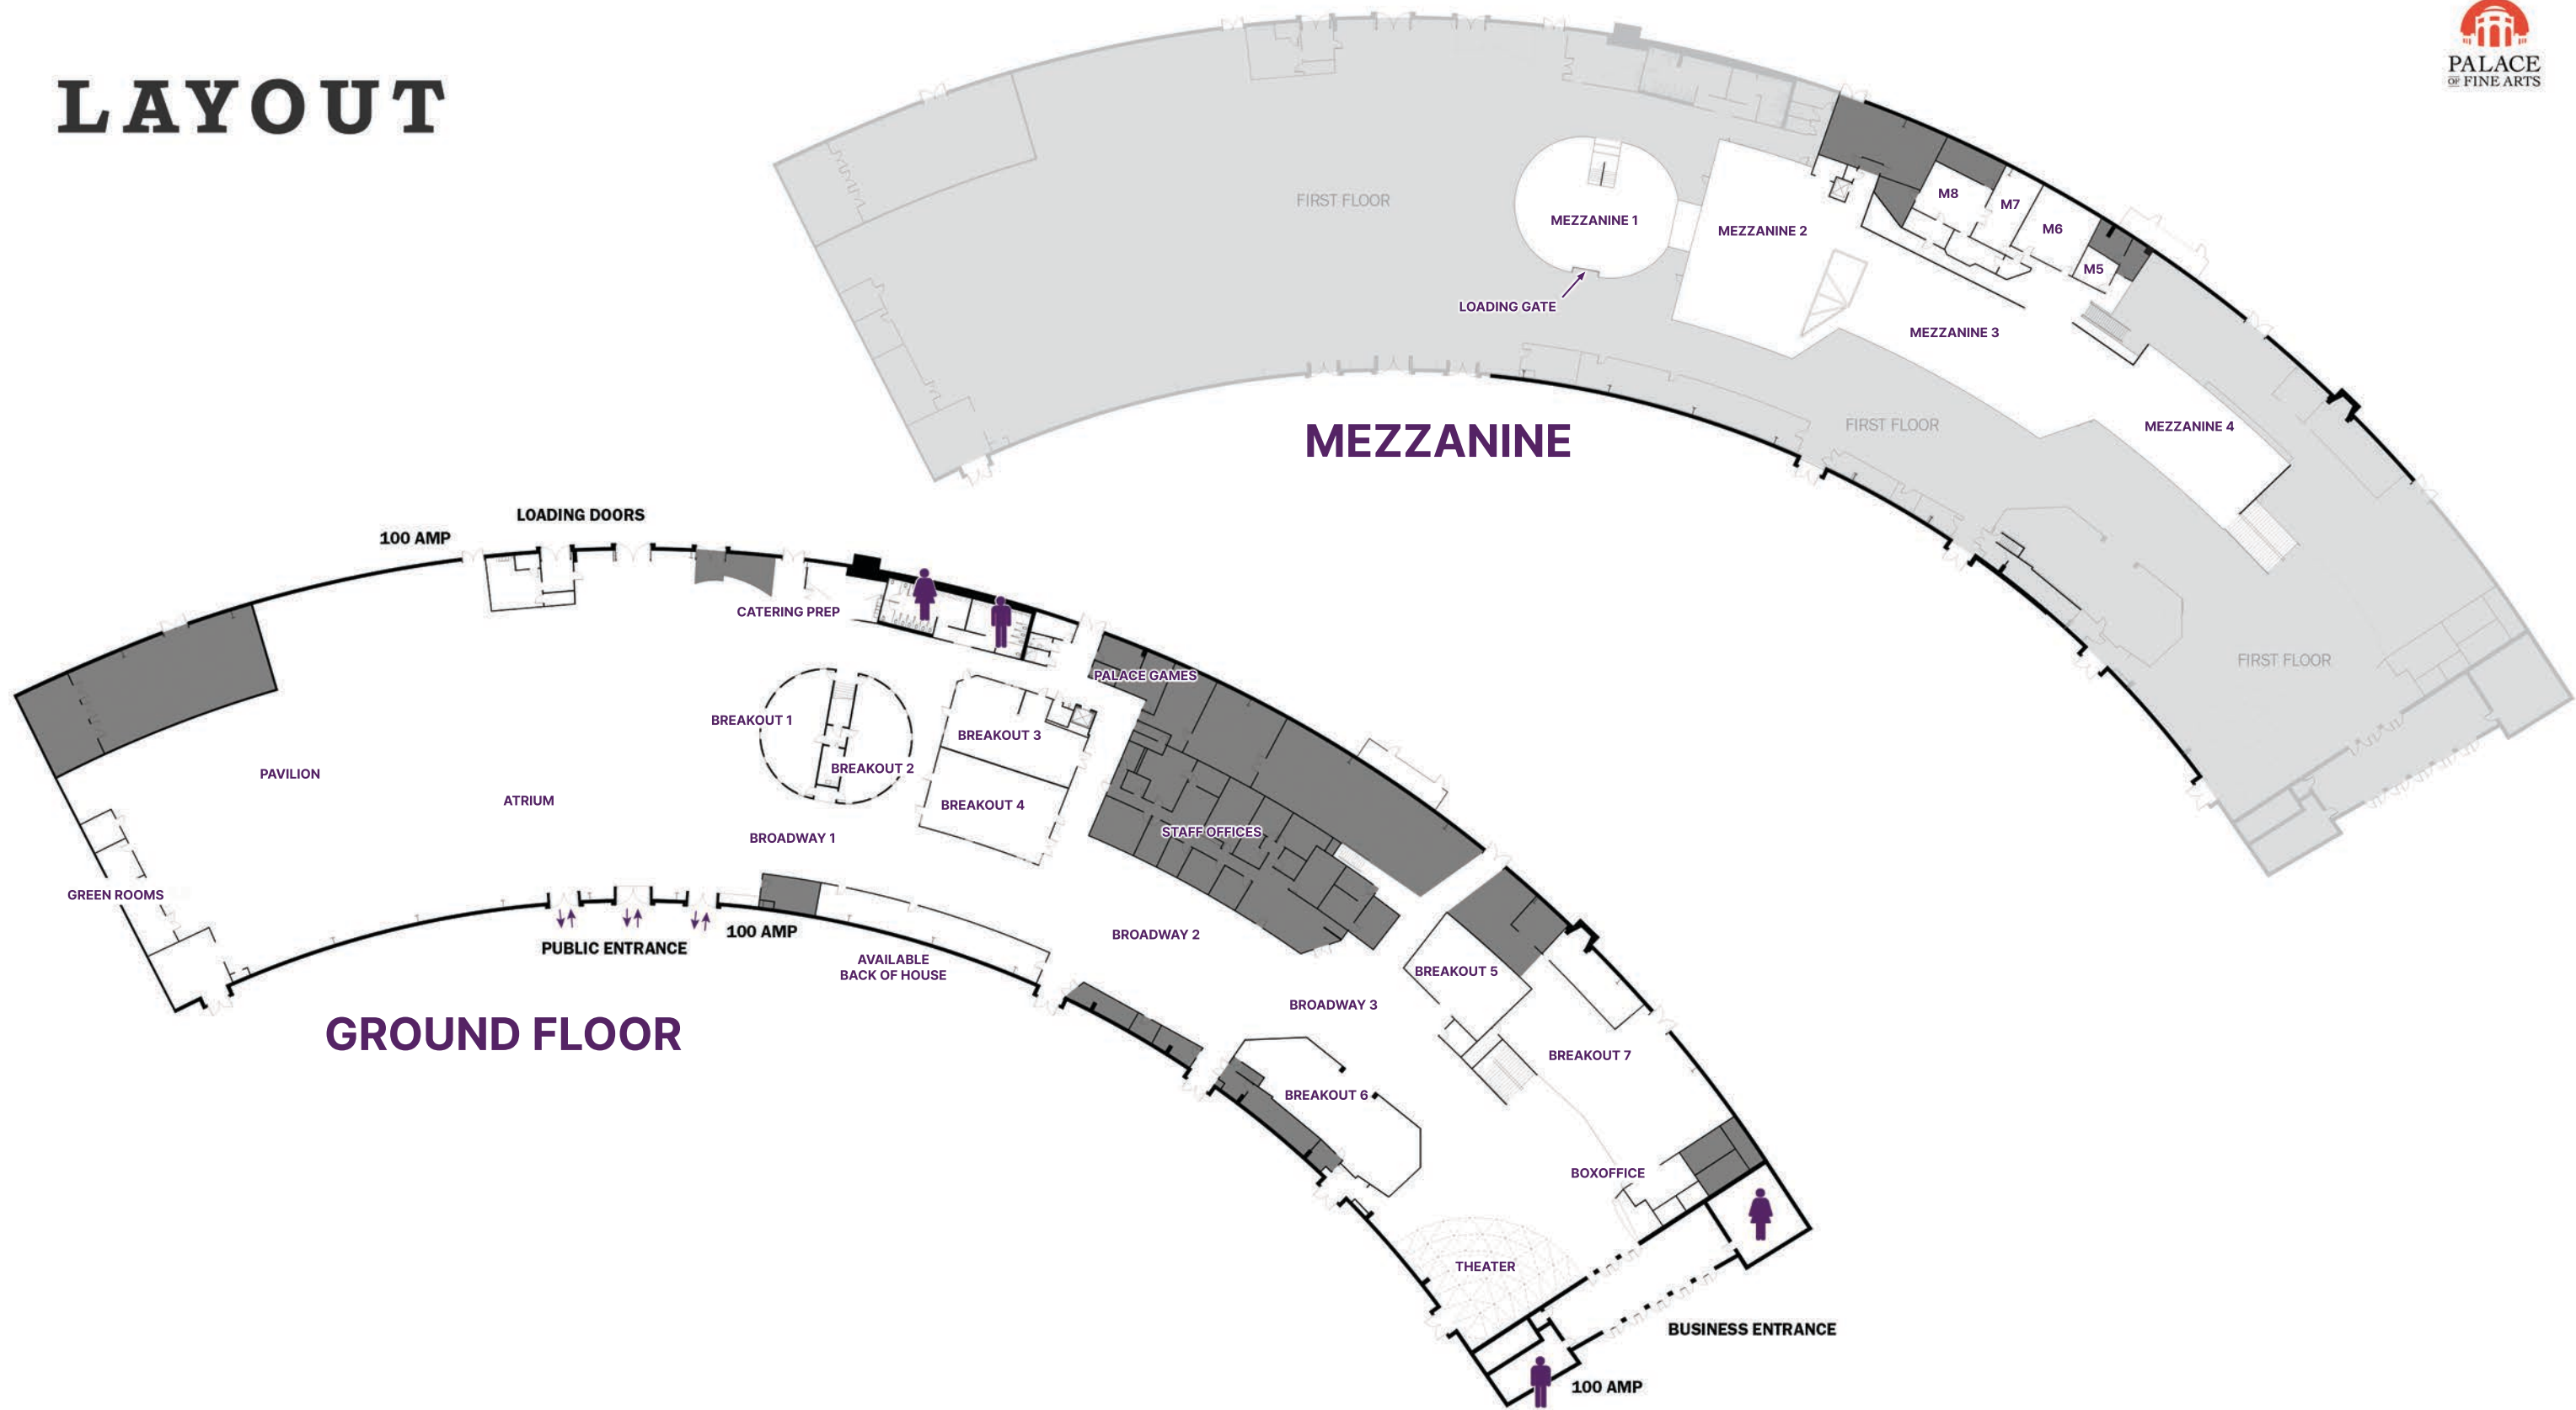 LAYOUT
PALACE
OF FINE ARTS
FIRST FLOOR
MEZZANINE 1
MEZZANINE 2
M8
M7
M6
M5
LOADING GATE
MEZZANINE 3
MEZZANINE 4
FIRST FLOOR
FIRST FLOOR
MEZZANINE
LOADING DOORS
100 AMP
CATERING PREP
PALACE GAMES
BREAKOUT 1
BREAKOUT 2
BREAKOUT 3
BREAKOUT 4
PAVILION
ATRIUM
BROADWAY 1
STAFF OFFICES
GREEN ROOMS
PUBLIC ENTRANCE
100 AMP
AVAILABLE
BACK OF HOUSE
BROADWAY 2
BREAKOUT 5
BROADWAY 3
GROUND FLOOR
BREAKOUT 7
BREAKOUT 6
BOXOFFICE
THEATER
BUSINESS ENTRANCE
100 AMP